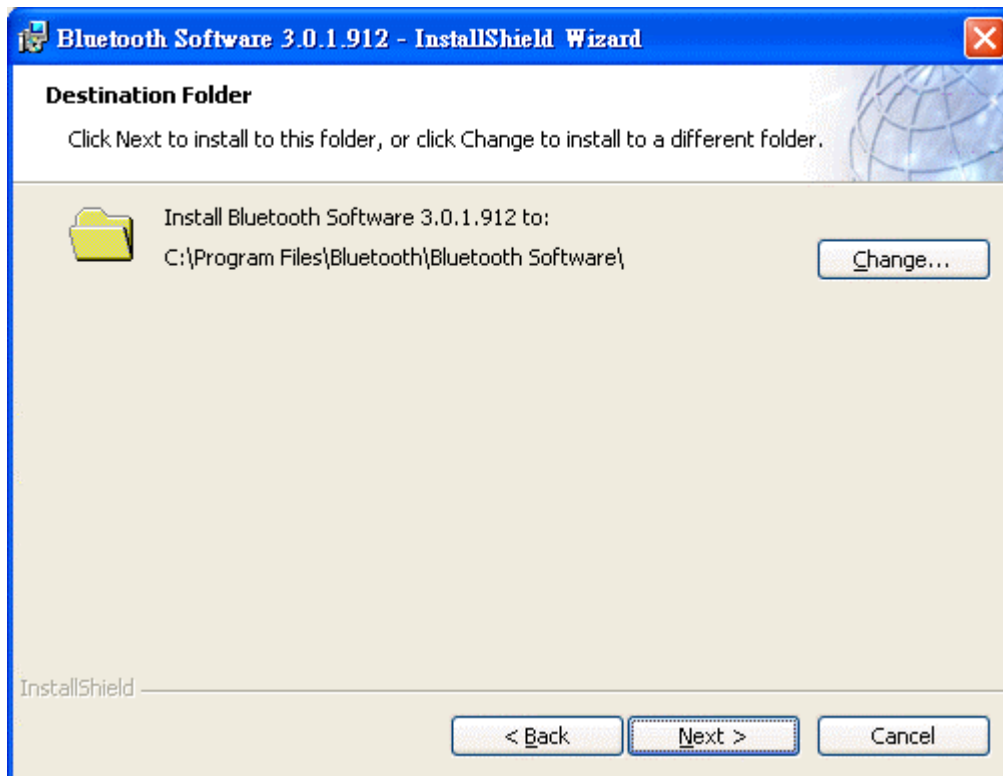 Bluetooth Software 3.0.1.912 - InstallShield Wizard
Destination Folder
Click Next to install to this folder, or click Change to install to a different folder.
Install Bluetooth Software 3.0.1.912 to:
C:\Program Files\Bluetooth\Bluetooth Software\
Change...
InstallShield
< Back
Next >
Cancel